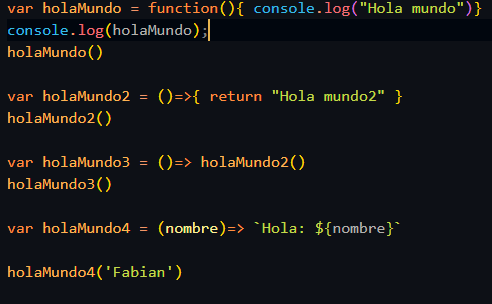 var holaMundo = function(){ console.log("Hola mundo")}
console.log(holaMundo);
holaMundo()
var holaMundo2 = ()=>{ return "Hola mundo2" }
holaMundo2()
var holaMundo3 = ()=> holaMundo2()
holaMundo3()
var holaMundo4 = (nombre)=> `Hola: ${nombre}`
holaMundo4('Fabian')